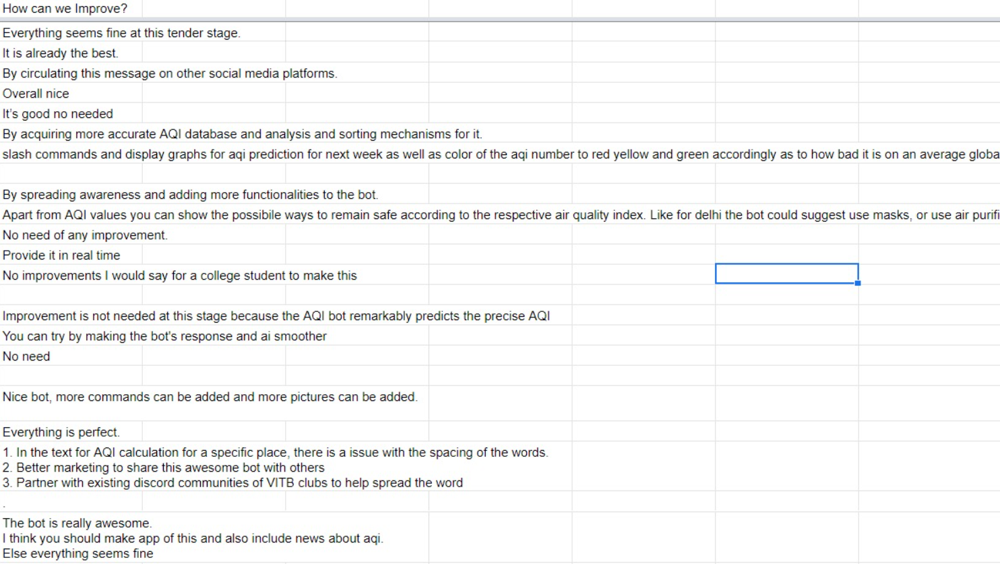 How can we Improve?
Everything seems fine at this tender stage.
It is already the best.
By circulating this message on other social media platforms.
Overall nice
It's good no needed
By acquiring more accurate AQI database and analysis and sorting mechanisms for it.
slash commands and display graphs for aqi prediction for next week as well as color of the aqi number to red yellow and green accordingly as to how bad it is on an average globa
By spreading awareness and adding more functionalities to the bot.
Apart from AQI values you can show the possibile ways to remain safe according to the respective air quality index. Like for delhi the bot could suggest use masks, or use air purifi
No need of any improvement.
Provide it in real time
No improvements I would say for a college student to make this
Improvement is not needed at this stage because the AQI bot remarkably predicts the precise AQI
You can try by making the bot's response and ai smoother
No need
Nice bot, more commands can be added and more pictures can be added.
Everything is perfect.
1. In the text for AQI calculation for a specific place, there is a issue with the spacing of the words.
2. Better marketing to share this awesome bot with others
3. Partner with existing discord communities of VITB clubs to help spread the word
.
The bot is really awesome.
I think you should make app of this and also include news about aqi.
Else everything seems fine